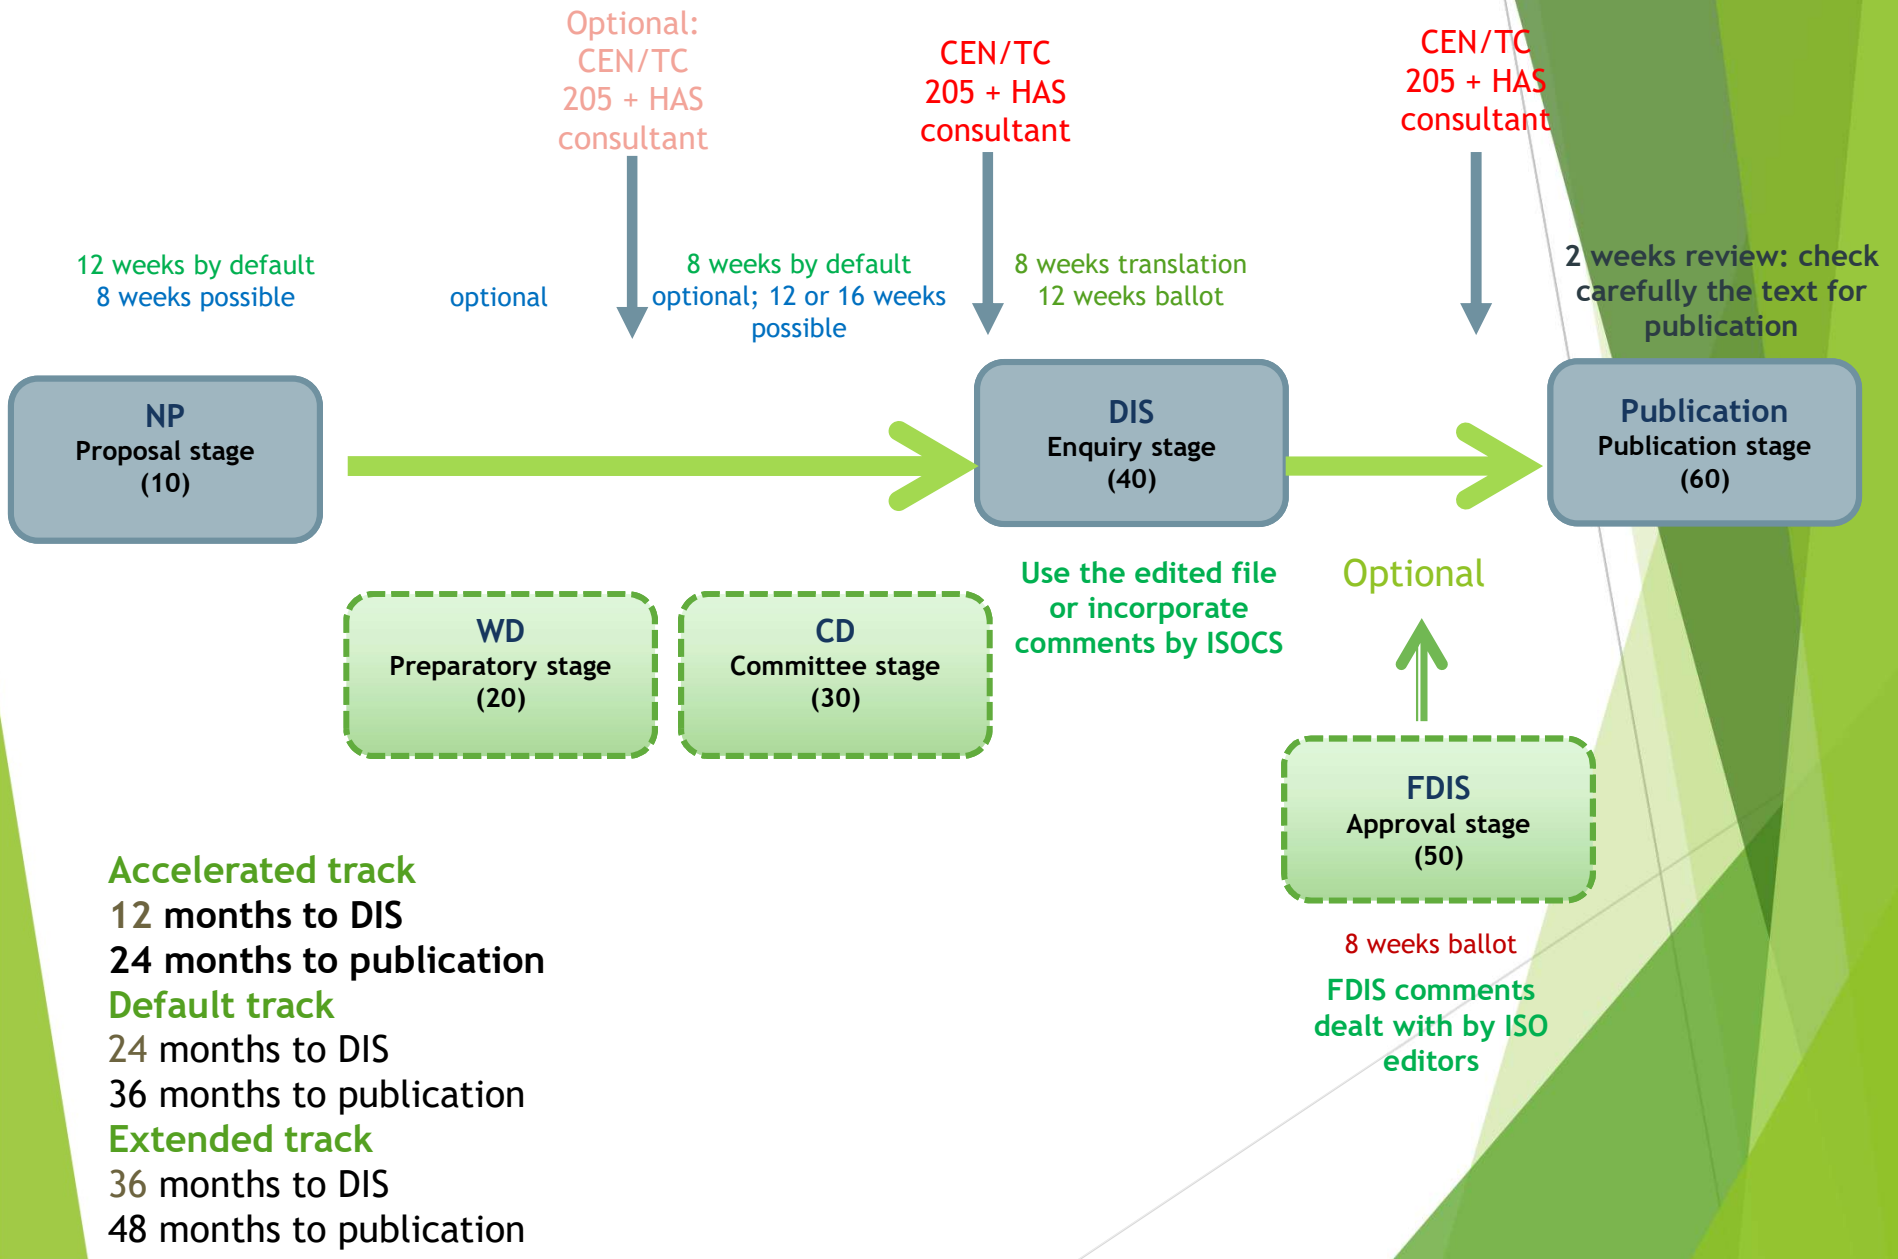 Optional:
CEN/TC
205 + HAS
consultant
CEN/TC
205 + HAS
consultant
CEN/TC
205 + HAS
consultant
12 weeks by default
8 weeks possible
optional
8 weeks by default
optional; 12 or 16 weeks
possible
8 weeks translation
12 weeks ballot
2 weeks review: check
carefully the text for
publication
NP
Proposal stage
(10)
DIS
Enquiry stage
(40)
Publication
Publication stage
(60)
WD
Preparatory stage
(20)
CD
Committee stage
(30)
Use the edited file
or incorporate
comments by ISOCS
Optional
FDIS
Approval stage
(50)
8 weeks ballot
FDIS comments
dealt with by ISO
editors
Accelerated track
12 months to DIS
24 months to publication
Default track
24 months to DIS
36 months to publication
Extended track
36 months to DIS
48 months to publication